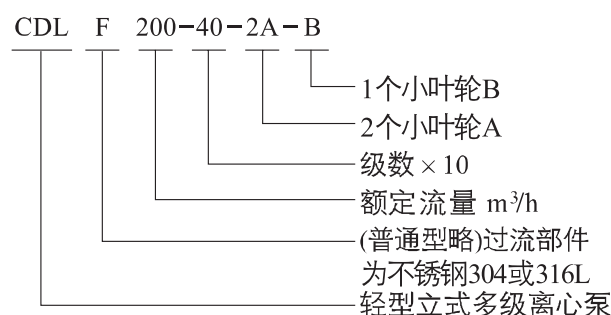 CDL F 200-40-2A-B
1个小叶轮B
2个小叶轮A
级数×10
额定流量 m³/h
(普通型略)过流部件
为不锈钢304或316L
轻型立式多级离心泵